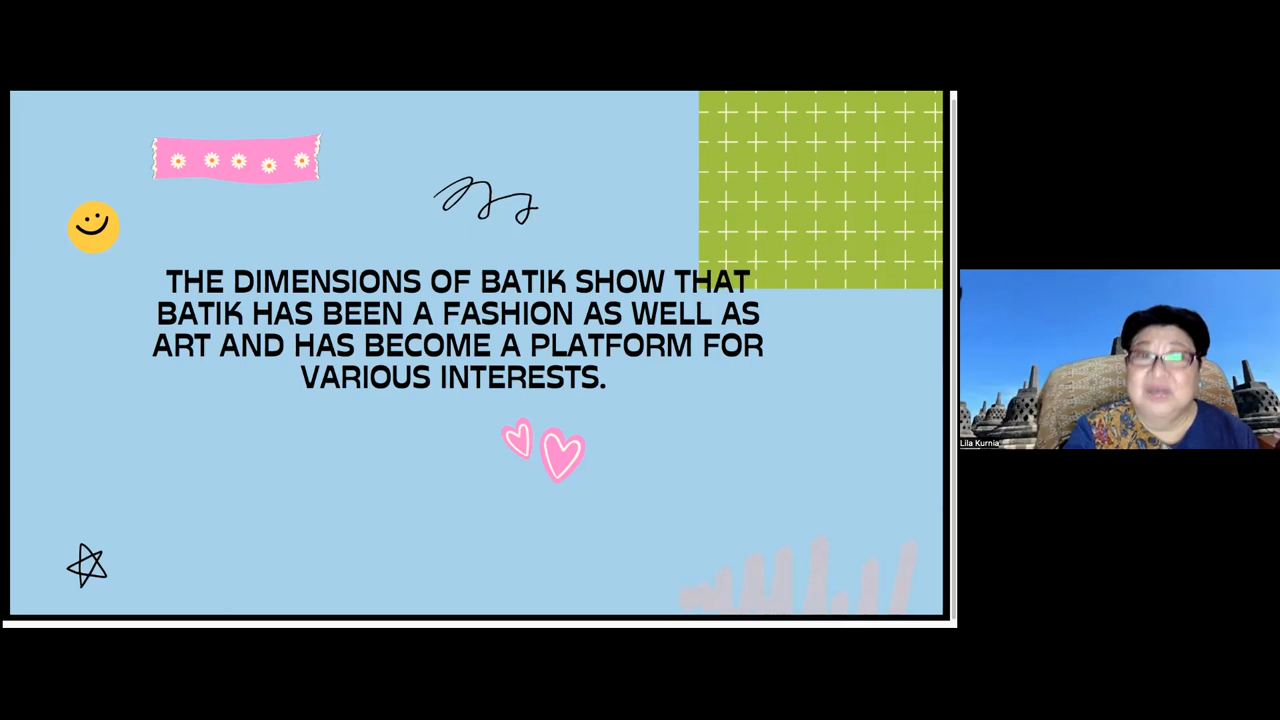 THE DIMENSIONS OF BATIK SHOW THAT
BATIK HAS BEEN A FASHION AS WELL AS
ART AND HAS BECOME A PLATFORM FOR
VARIOUS INTERESTS.
Lila Kurnia